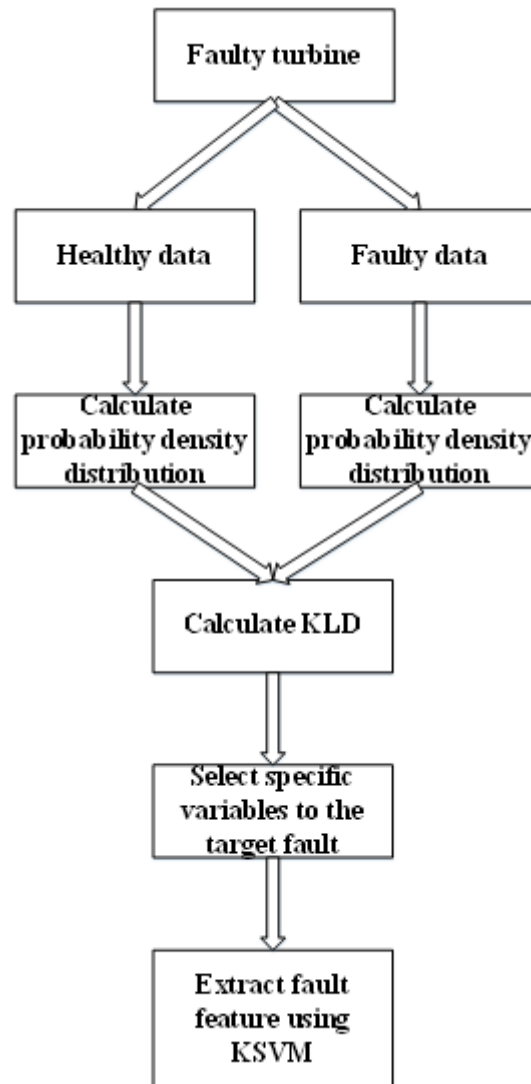 Faulty turbine
Healthy data
Faulty data
Calculate
probability density
distribution
Calculate
probability density
distribution
Calculate KLD
Select specific
variables to the
target fault
Extract fault
feature using
KSVM